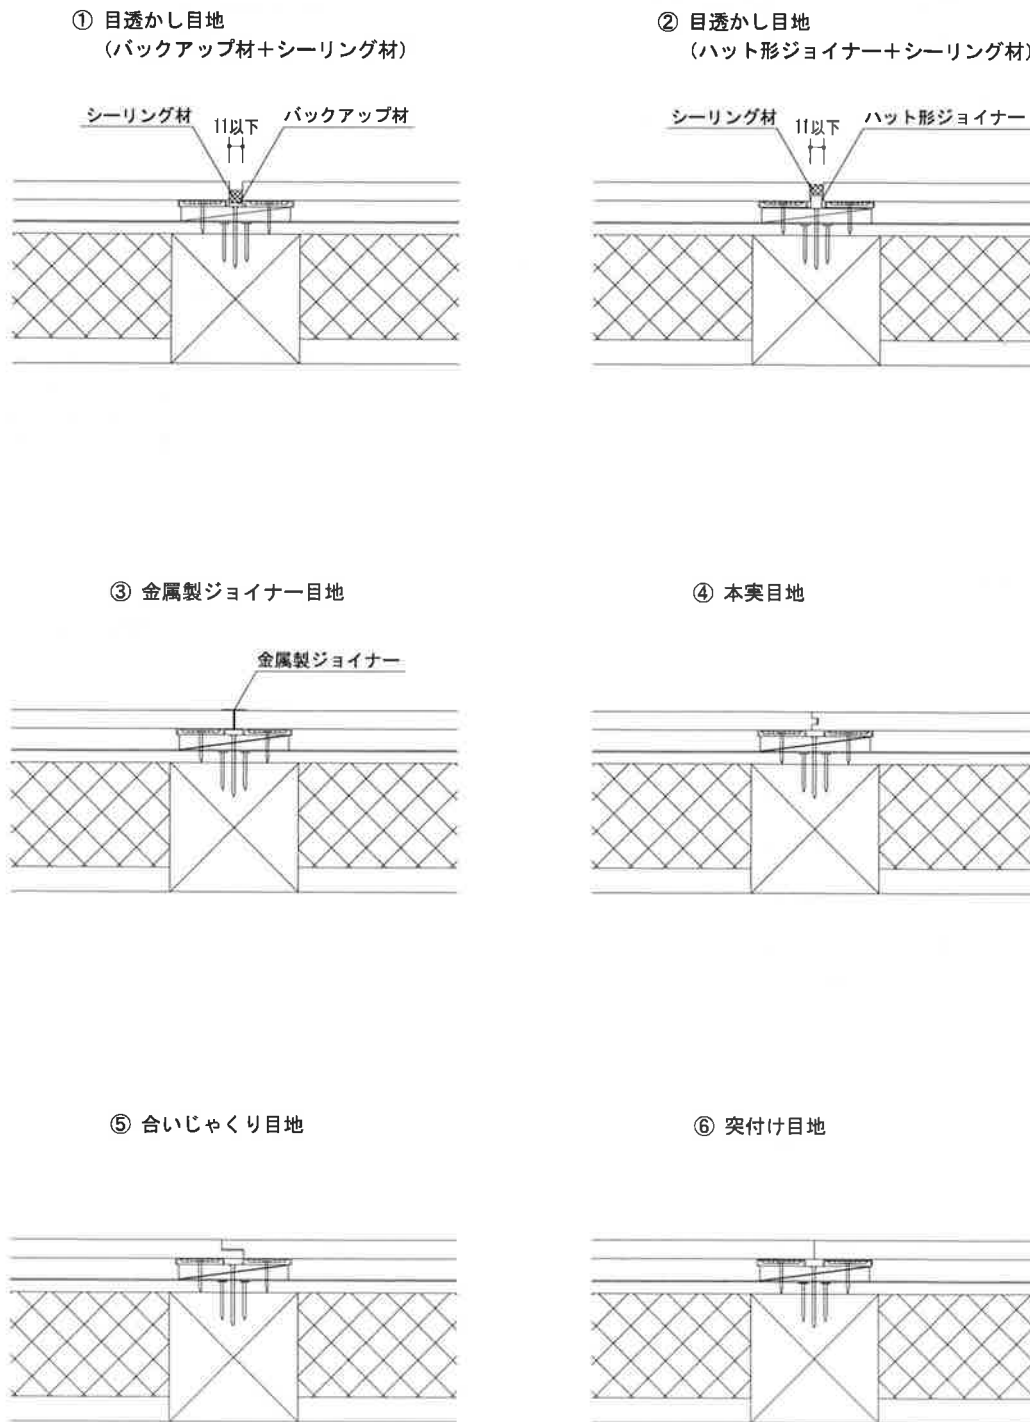 ① 目透かし目地
（バックアップ材＋シーリング材）
② 目透かし目地
（ハット形ジョイナー＋シーリング材）
シーリング材
11以下
バックアップ材
シーリング材
11以下
ハット形ジョイナー
③ 金属製ジョイナー目地
④ 本実目地
金属製ジョイナー
⑤ 合いじゃくり目地
⑥ 突付け目地